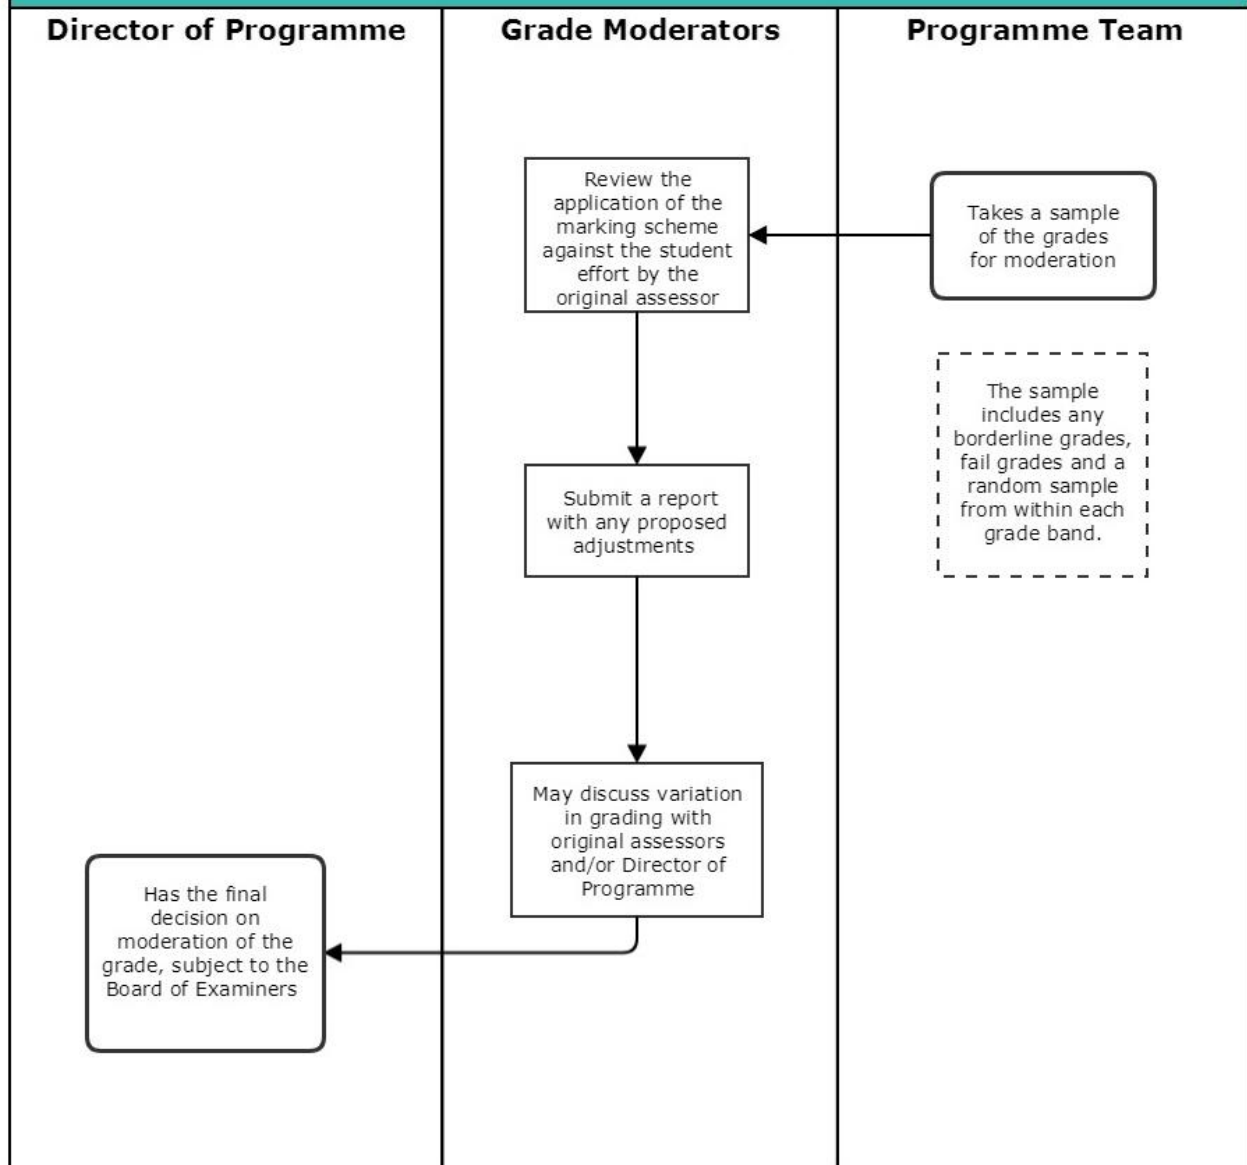 Director of Programme
Grade Moderators
Programme Team
Takes a sample
of the grades
for moderation
The sample
includes any
borderline grades,
fail grades and a
random sample
from within each
grade band.
Review the
application of the
marking scheme
against the student
effort by the
original assessor
Submit a report
with any proposed
adjustments
May discuss variation
in grading with
original assessors
and/or Director of
Programme
Has the final
decision on
moderation of the
grade, subject to the
Board of Examiners